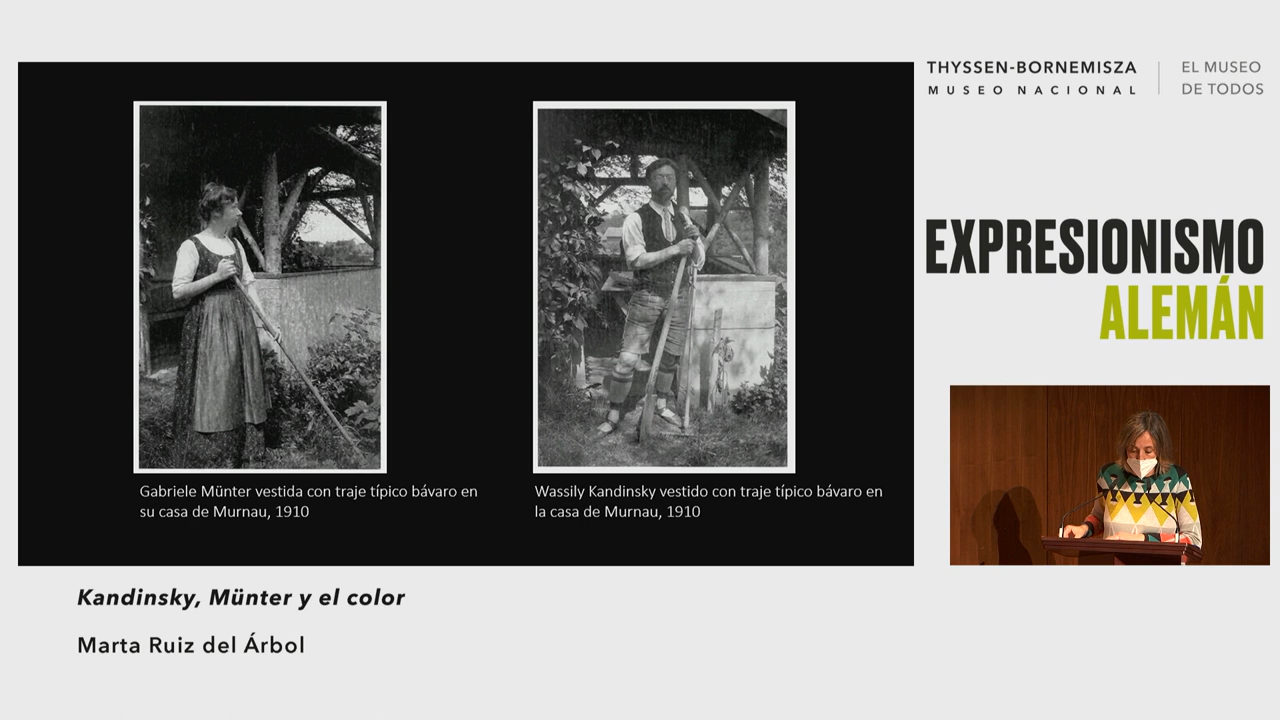 THYSSEN-BORNEMISZA
MUSEO NACIONAL
EL MUSEO
DE TODOS
EXPRESIONISMO
ALEMÁN
Gabriele Münter vestida con traje típico bávaro en
su casa de Murnau, 1910
Wassily Kandinsky vestido con traje típico bávaro en
la casa de Murnau, 1910
Kandinsky, Münter y el color
Marta Ruiz del Árbol